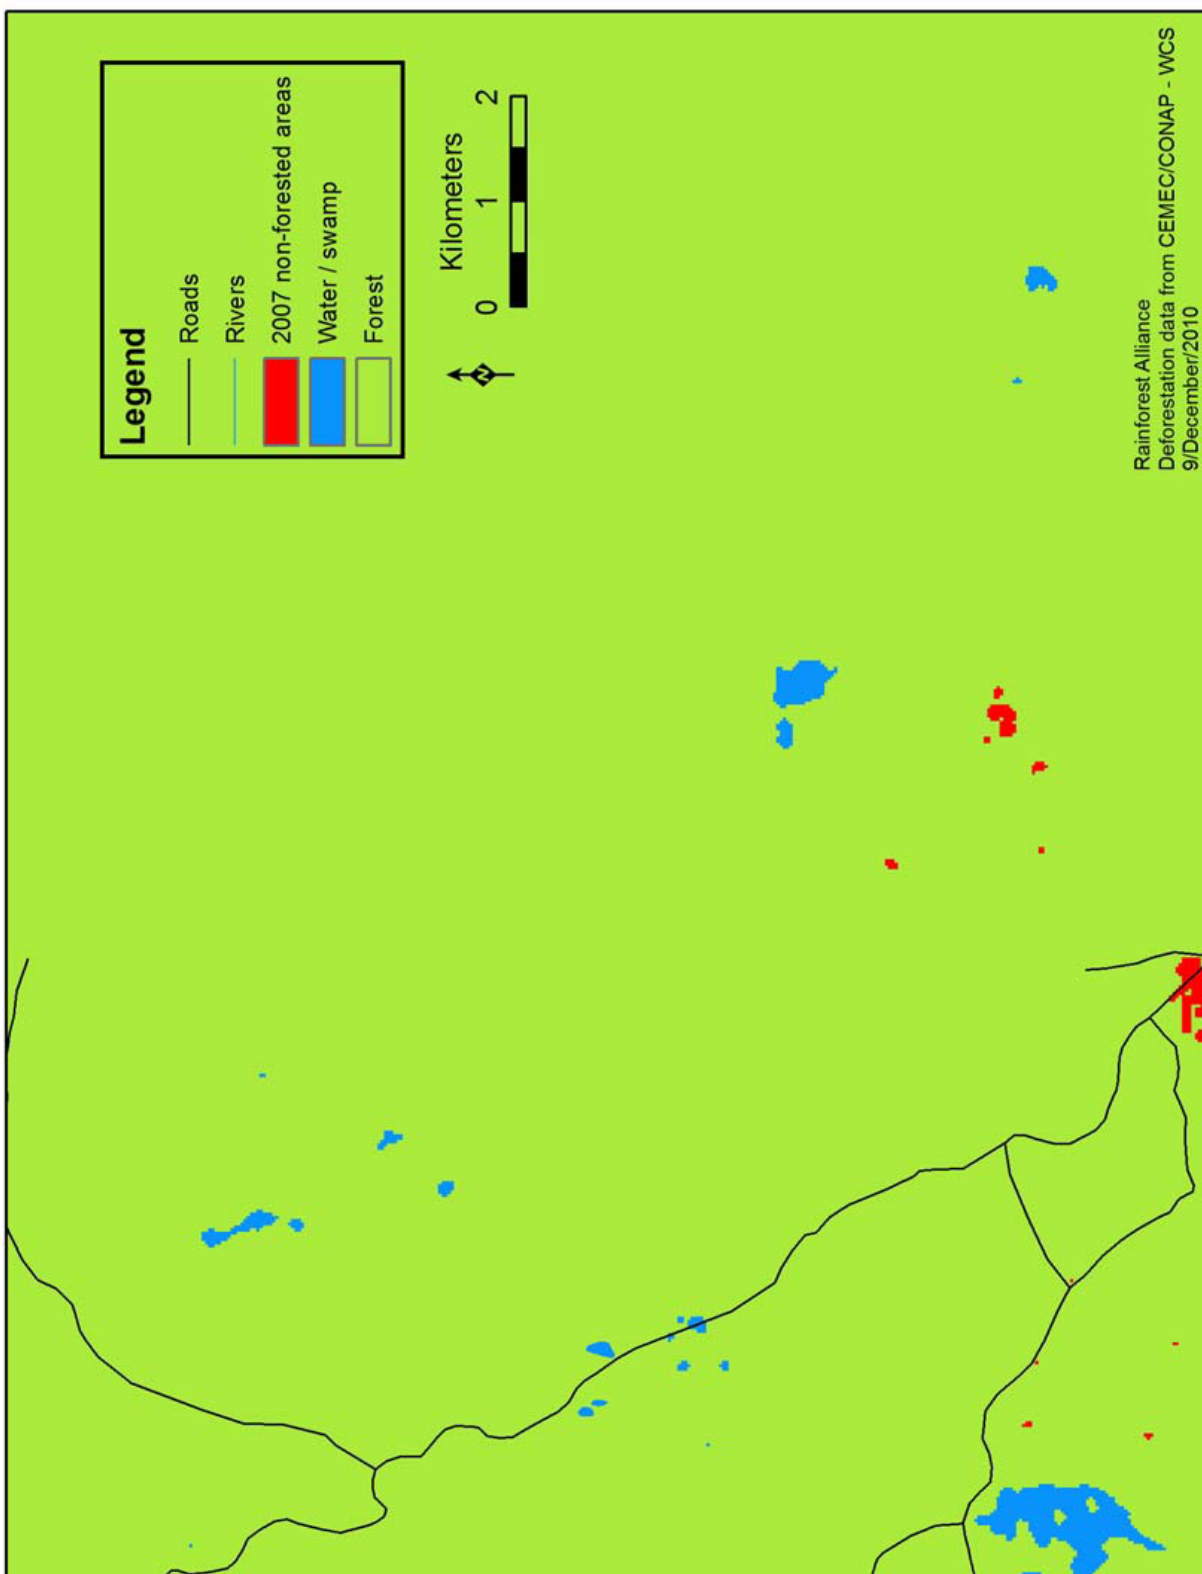 Legend
Roads
Rivers
2007 non-forested areas
Water / swamp
Forest
N
Kilometers
0 1 2
Rainforest Alliance
Deforestation data from CEMEC/CONAP - WCS
9/December/2010